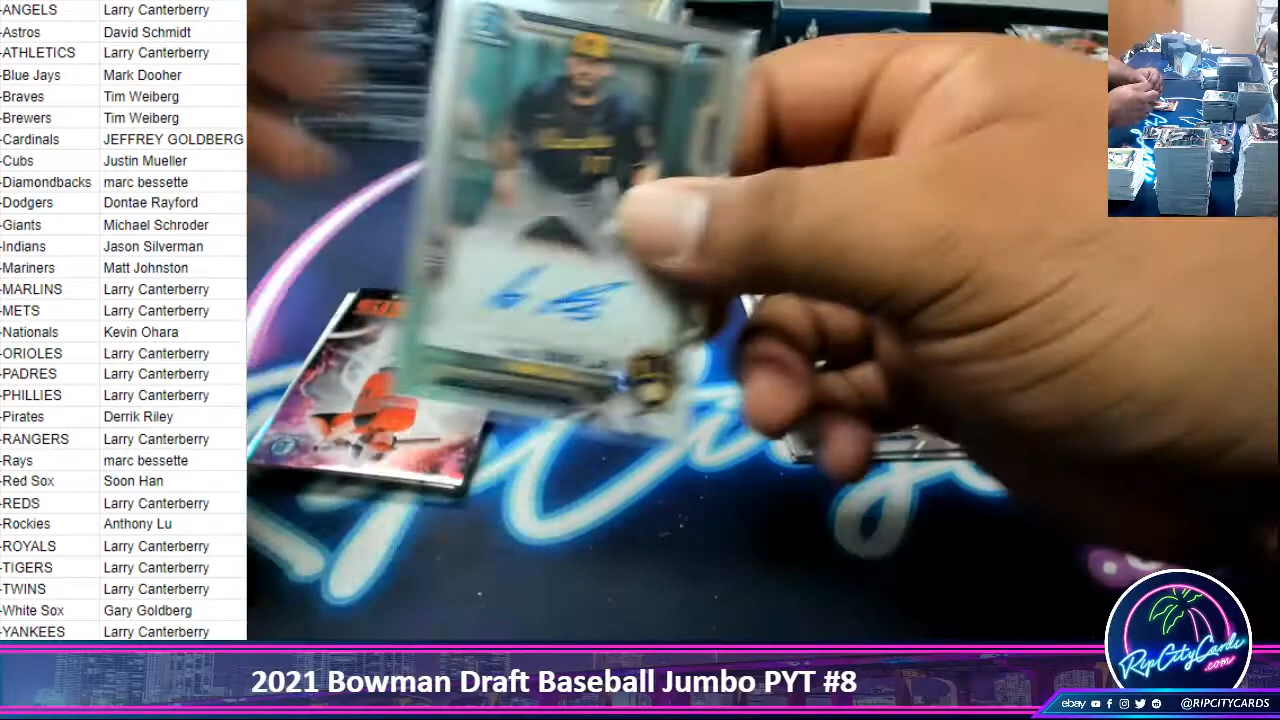 -ANGELS Larry Canterberry
-Astros David Schmidt
-ATHLETICS Larry Canterberry
-Blue Jays Mark Dooher
-Braves Tim Weiberg
-Brewers Tim Weiberg
-Cardinals JEFFREY GOLDBERG
-Cubs Justin Mueller
-Diamondbacks marc bessette
-Dodgers Dontae Rayford
-Giants Michael Schroder
-Indians Jason Silverman
-Mariners Matt Johnston
-MARLINS Larry Canterberry
-METS Larry Canterberry
-Nationals Kevin Ohara
-ORIOLES Larry Canterberry
-PADRES Larry Canterberry
-PHILLIES Larry Canterberry
-Pirates Derrik Riley
-RANGERS Larry Canterberry
-Rays marc bessette
-Red Sox Soon Han
-REDS Larry Canterberry
-Rockies Anthony Lu
-ROYALS Larry Canterberry
-TIGERS Larry Canterberry
-TWINS Larry Canterberry
-White Sox Gary Goldberg
-YANKEES Larry Canterberry
2021 Bowman Draft Baseball Jumbo PYT #8
RipCityCards
.com
ebay @RIPCITYCARDS